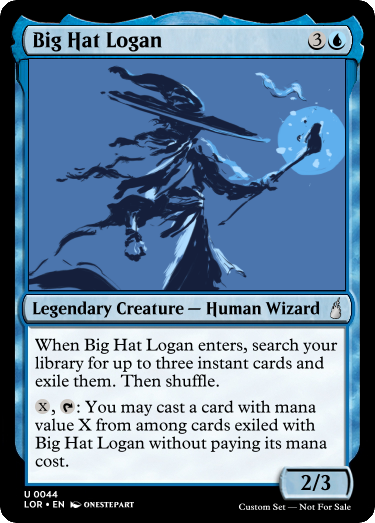 Big Hat Logan 3
Legendary Creature — Human Wizard
When Big Hat Logan enters, search your
library for up to three instant cards and
exile them. Then shuffle.
X, : You may cast a card with mana
value X from among cards exiled with
Big Hat Logan without paying its mana
cost.
2/3
U 0044
LOR • EN ONESTEPART
Custom Set — Not For Sale